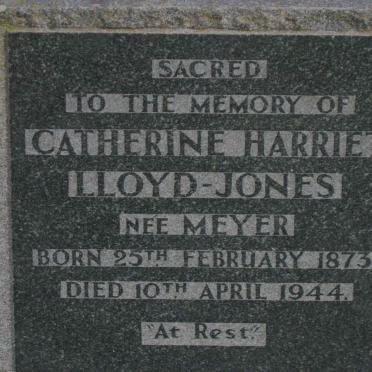 SACRED
TO THE MEMORY OF
CATHERINE HARRIET
LLOYD-JONES
NEE MEYER
BORN 25TH FEBRUARY 1873
DIED 10TH APRIL 1944.
"At Rest."